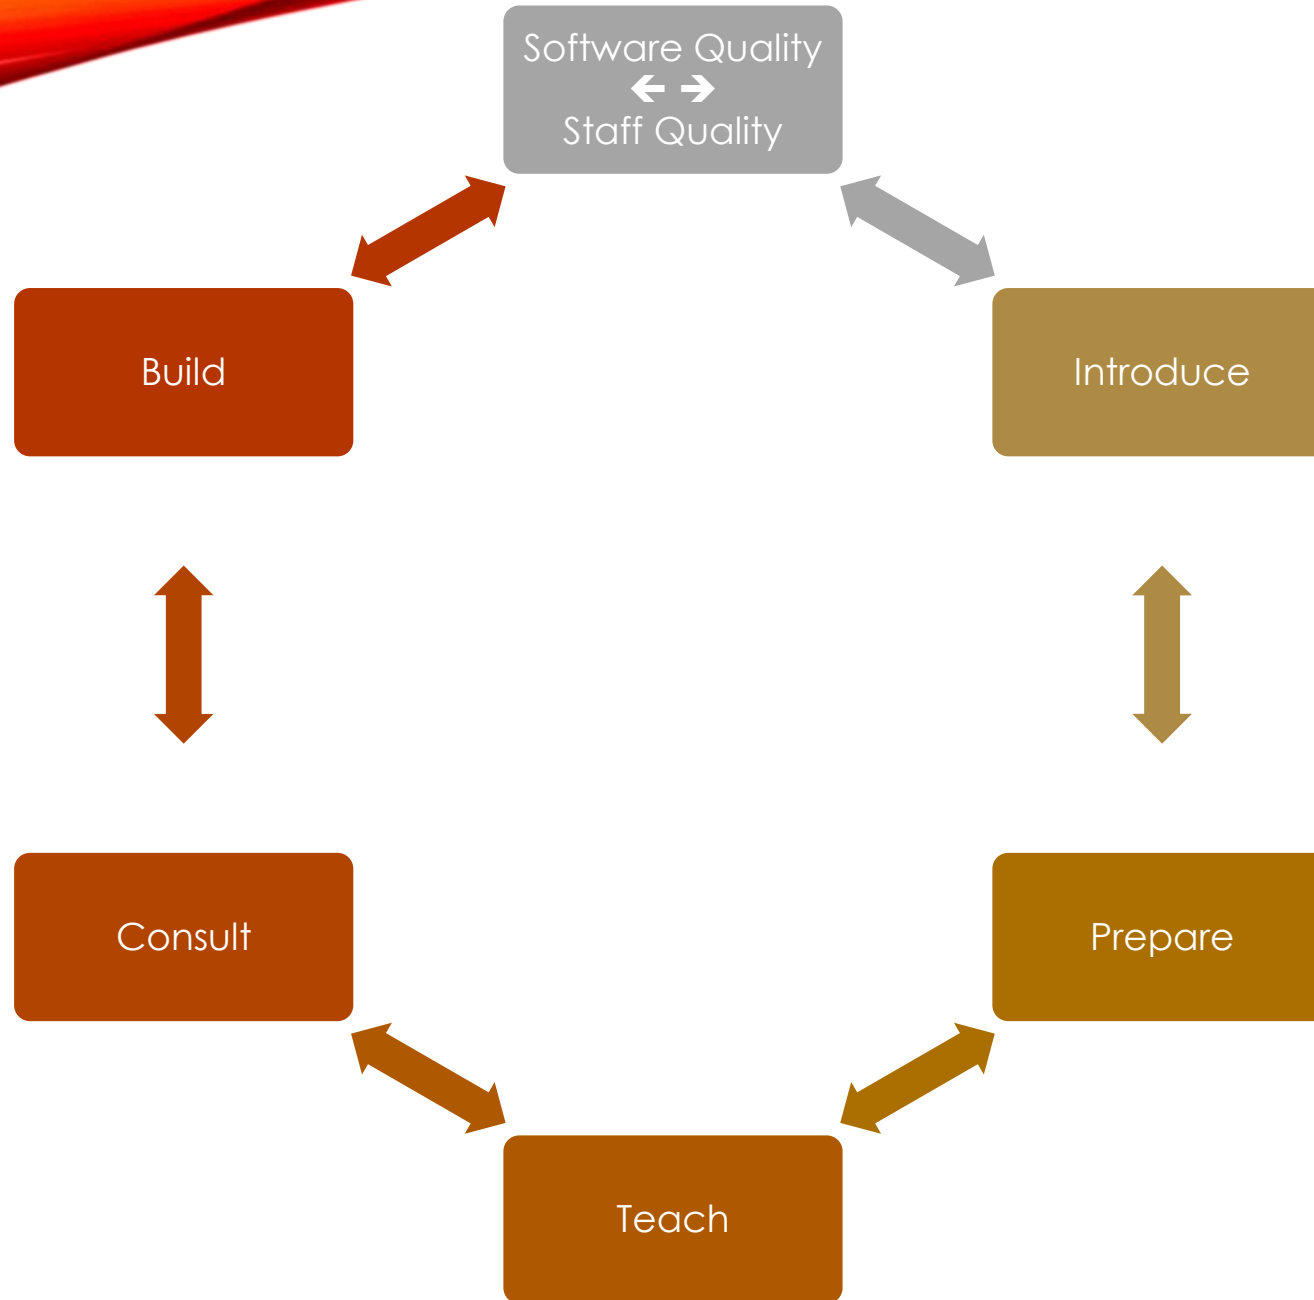 Software Quality
🡸 🡺
Staff Quality
Introduce
Prepare
Teach
Consult
Build